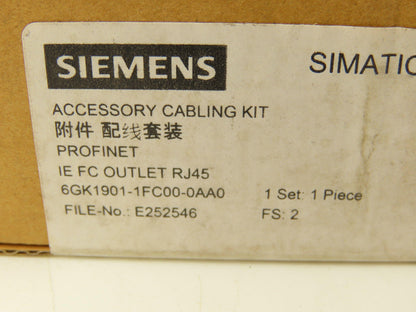 SIEMENS SIMATIC
ACCESSORY CABLING KIT
附件 配线套装
PROFINET
IE FC OUTLET RJ45
6GK1901-1FC00-0AA0 1 Set: 1 Piece
FILE-No.: E252546 FS: 2